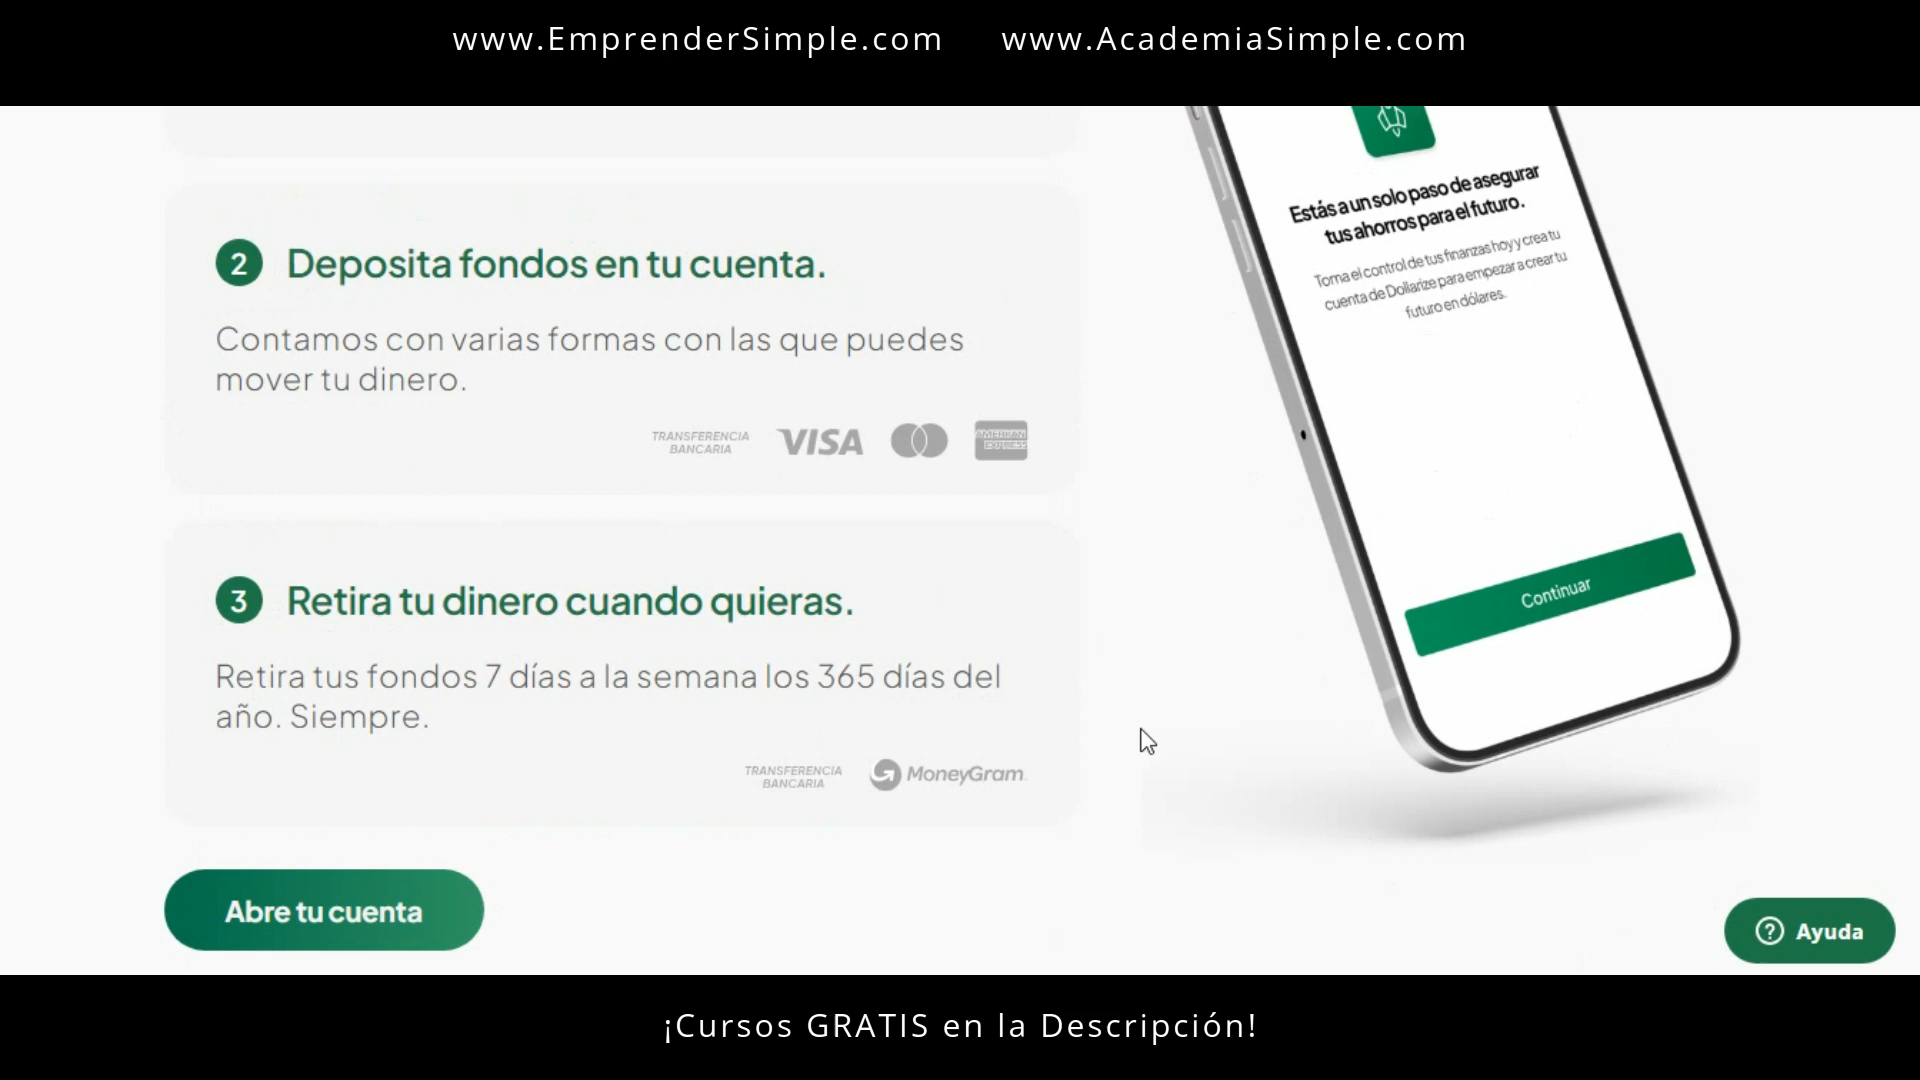 www.EmprenderSimple.com www.AcademiaSimple.com
2 Deposita fondos en tu cuenta.
Contamos con varias formas con las que puedes
mover tu dinero.
TRANSFERENCIA
BANCARIA
VISA
AMERICAN
EXPRESS
3 Retira tu dinero cuando quieras.
Retira tus fondos 7 días a la semana los 365 días del
año. Siempre.
TRANSFERENCIA
BANCARIA
MoneyGram
Abre tu cuenta
Estás a un solo paso de asegurar
tus ahorros para el futuro.
Toma el control de tus finanzas hoy y crea tu
cuenta de Dollarize para empezar a crear tu
futuro en dólares.
Continuar
? Ayuda
¡Cursos GRATIS en la Descripción!